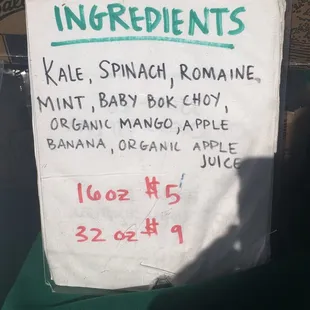 INGREDIENTS
KALE, SPINACH, ROMAINE,
MINT, BABY BOK CHOY,
ORGANIC MANGO, APPLE
BANANA, ORGANIC APPLE
JUICE
16oz $5
32 oz $9